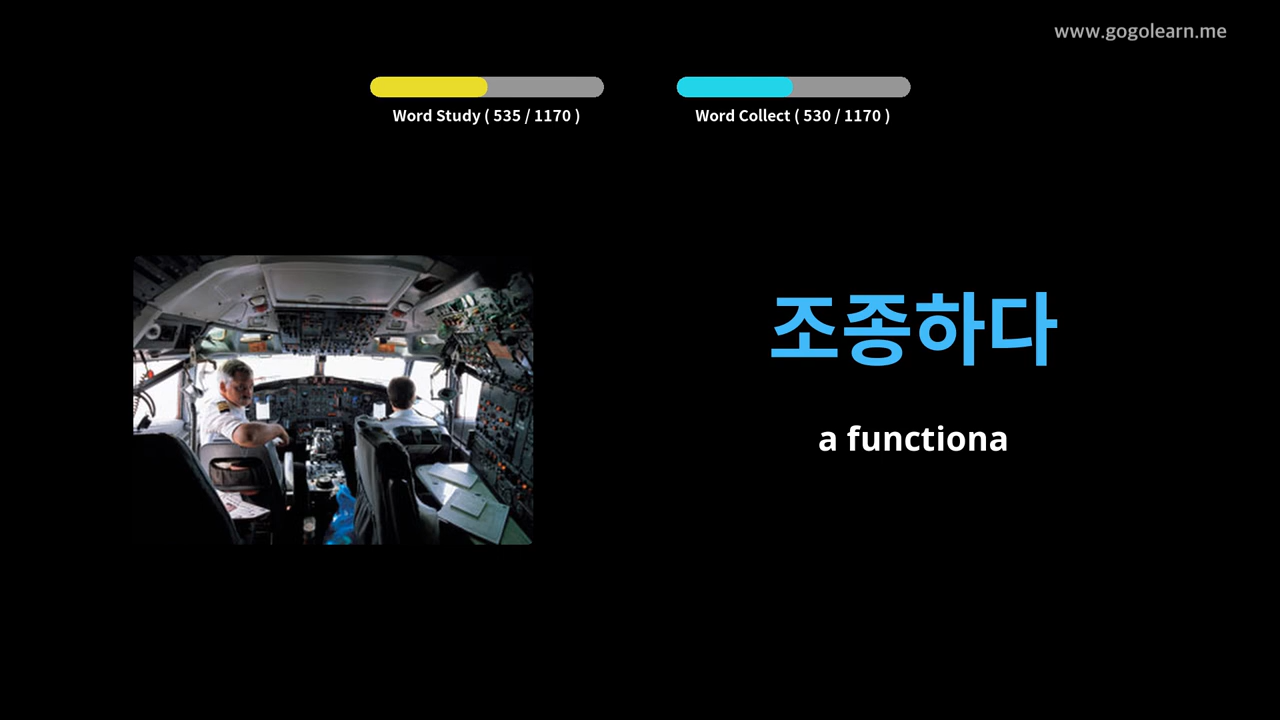 www.gogolearn.me
Word Study ( 535 / 1170 )
Word Collect ( 530 / 1170 )
조종하다
a functiona